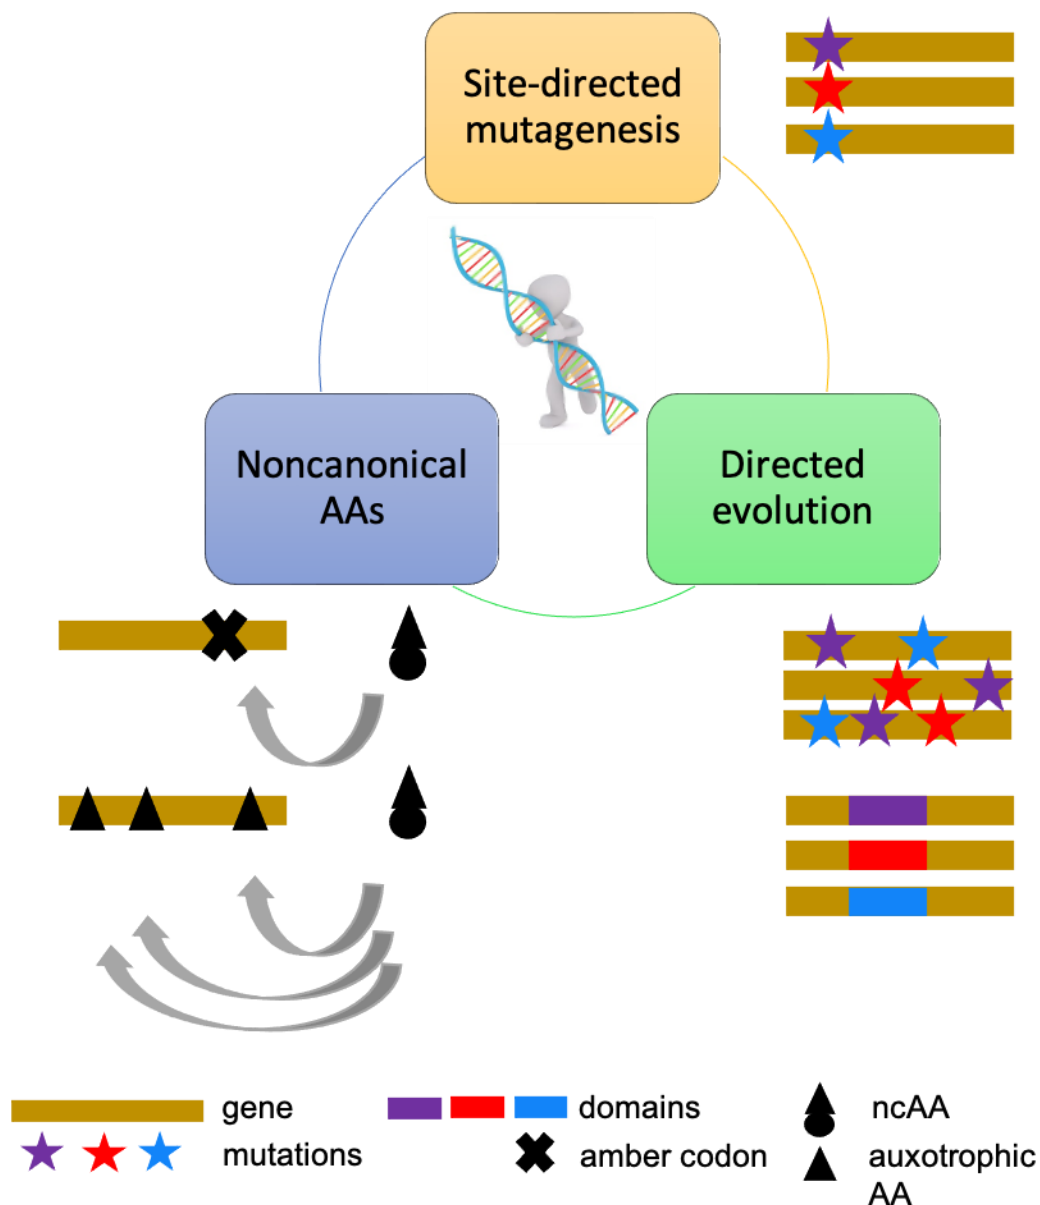 Site-directed
mutagenesis
Noncanonical
AAs
Directed
evolution
gene
domains
ncAA
mutations
amber codon
auxotrophic
AA